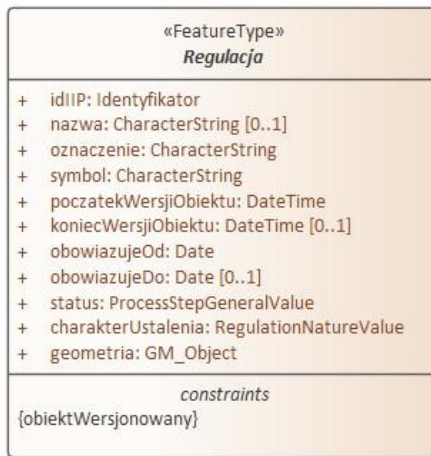 «FeatureType»
Regulacja
+ idIIP: Identyfikator
+ nazwa: CharacterString [0..1]
+ oznaczenie: CharacterString
+ symbol: CharacterString
+ poczatekWersjiObiektu: DateTime
+ koniecWersjiObiektu: DateTime [0..1]
+ obowiazujeOd: Date
+ obowiazujeDo: Date [0..1]
+ status: ProcessStepGeneralValue
+ charakterUstalenia: RegulationNatureValue
+ geometria: GM_Object
constraints
{obiektWersjonowany}